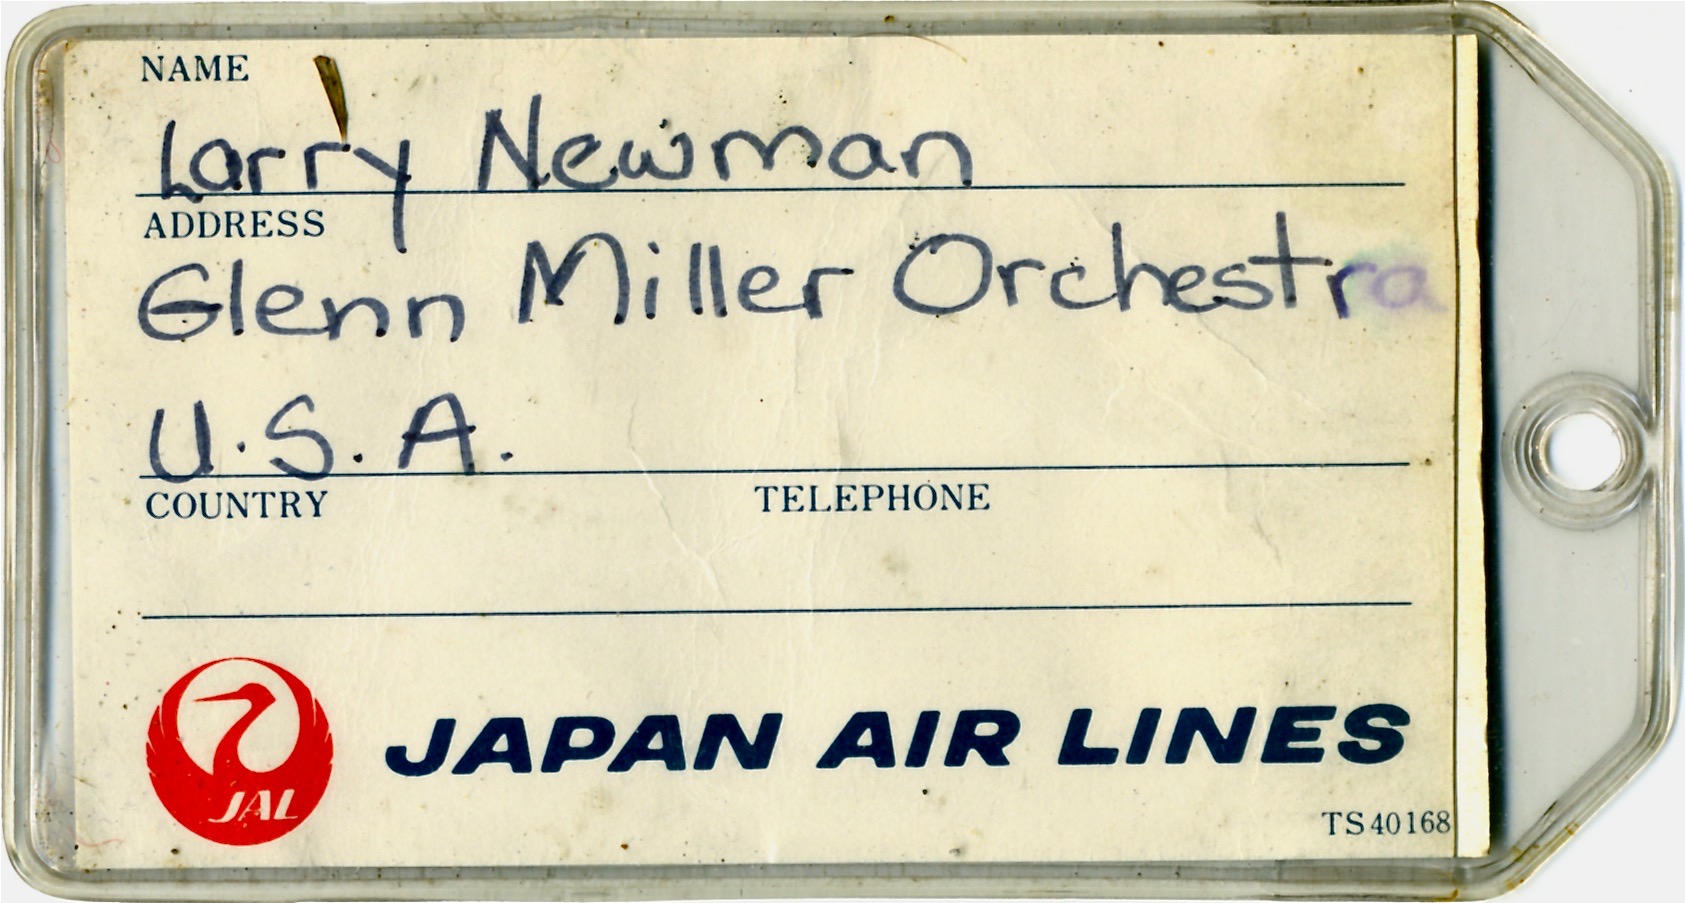 NAME
Larry Newman
ADDRESS
Glenn Miller Orchestra
U.S.A.
COUNTRY TELEPHONE
JAL
JAPAN AIR LINES
TS40168